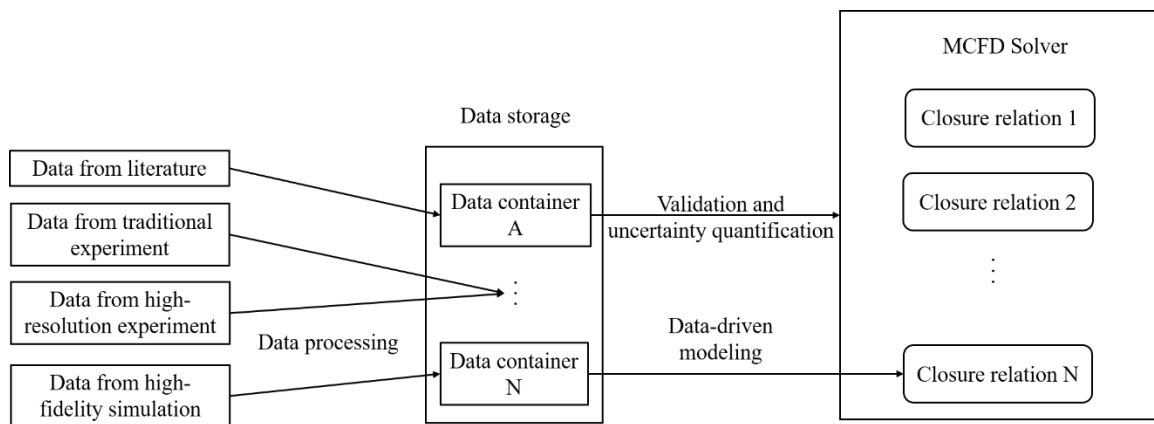 MCFD Solver
Closure relation 1
Closure relation 2
⋮
Closure relation N
Data storage
Data container
A
⋮
Data container
N
Data from literature
Data from traditional
experiment
Data from high-
resolution experiment
Data from high-
fidelity simulation
Data processing
Validation and
uncertainty quantification
Data-driven
modeling